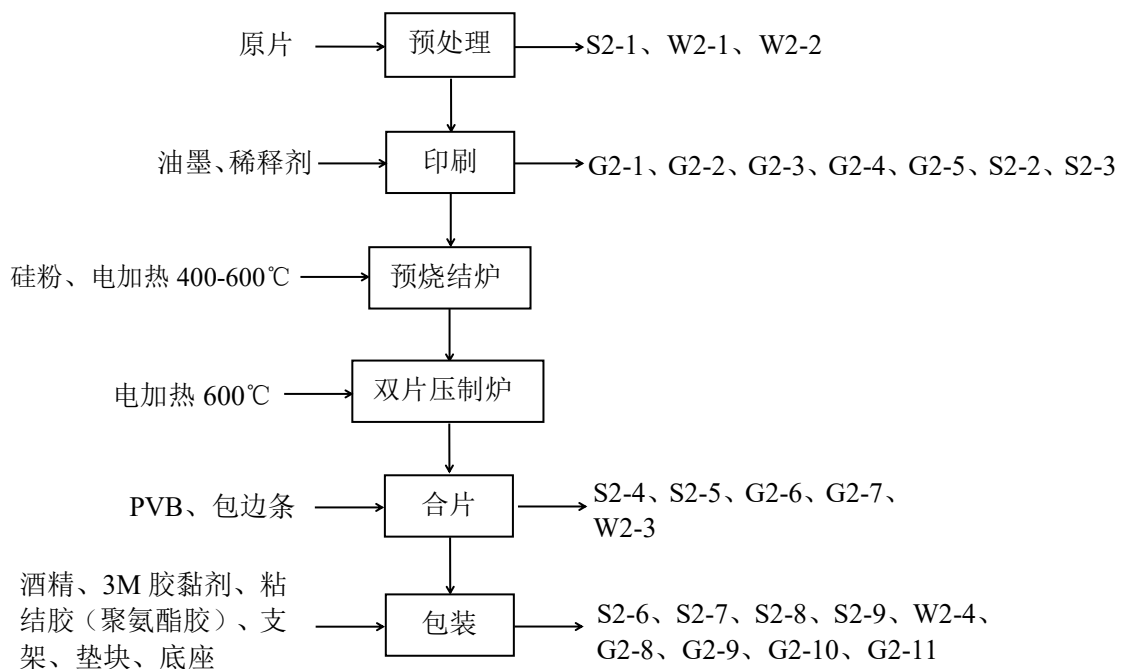 原片
预处理
S2-1、W2-1、W2-2
油墨、稀释剂
印刷
G2-1、G2-2、G2-3、G2-4、G2-5、S2-2、S2-3
硅粉、电加热 400-600℃
预烧结炉
电加热 600℃
双片压制炉
PVB、包边条
合片
S2-4、S2-5、G2-6、G2-7、
W2-3
酒精、3M 胶黏剂、粘
结胶（聚氨酯胶）、支
架、垫块、底座
包装
S2-6、S2-7、S2-8、S2-9、W2-4、
G2-8、G2-9、G2-10、G2-11